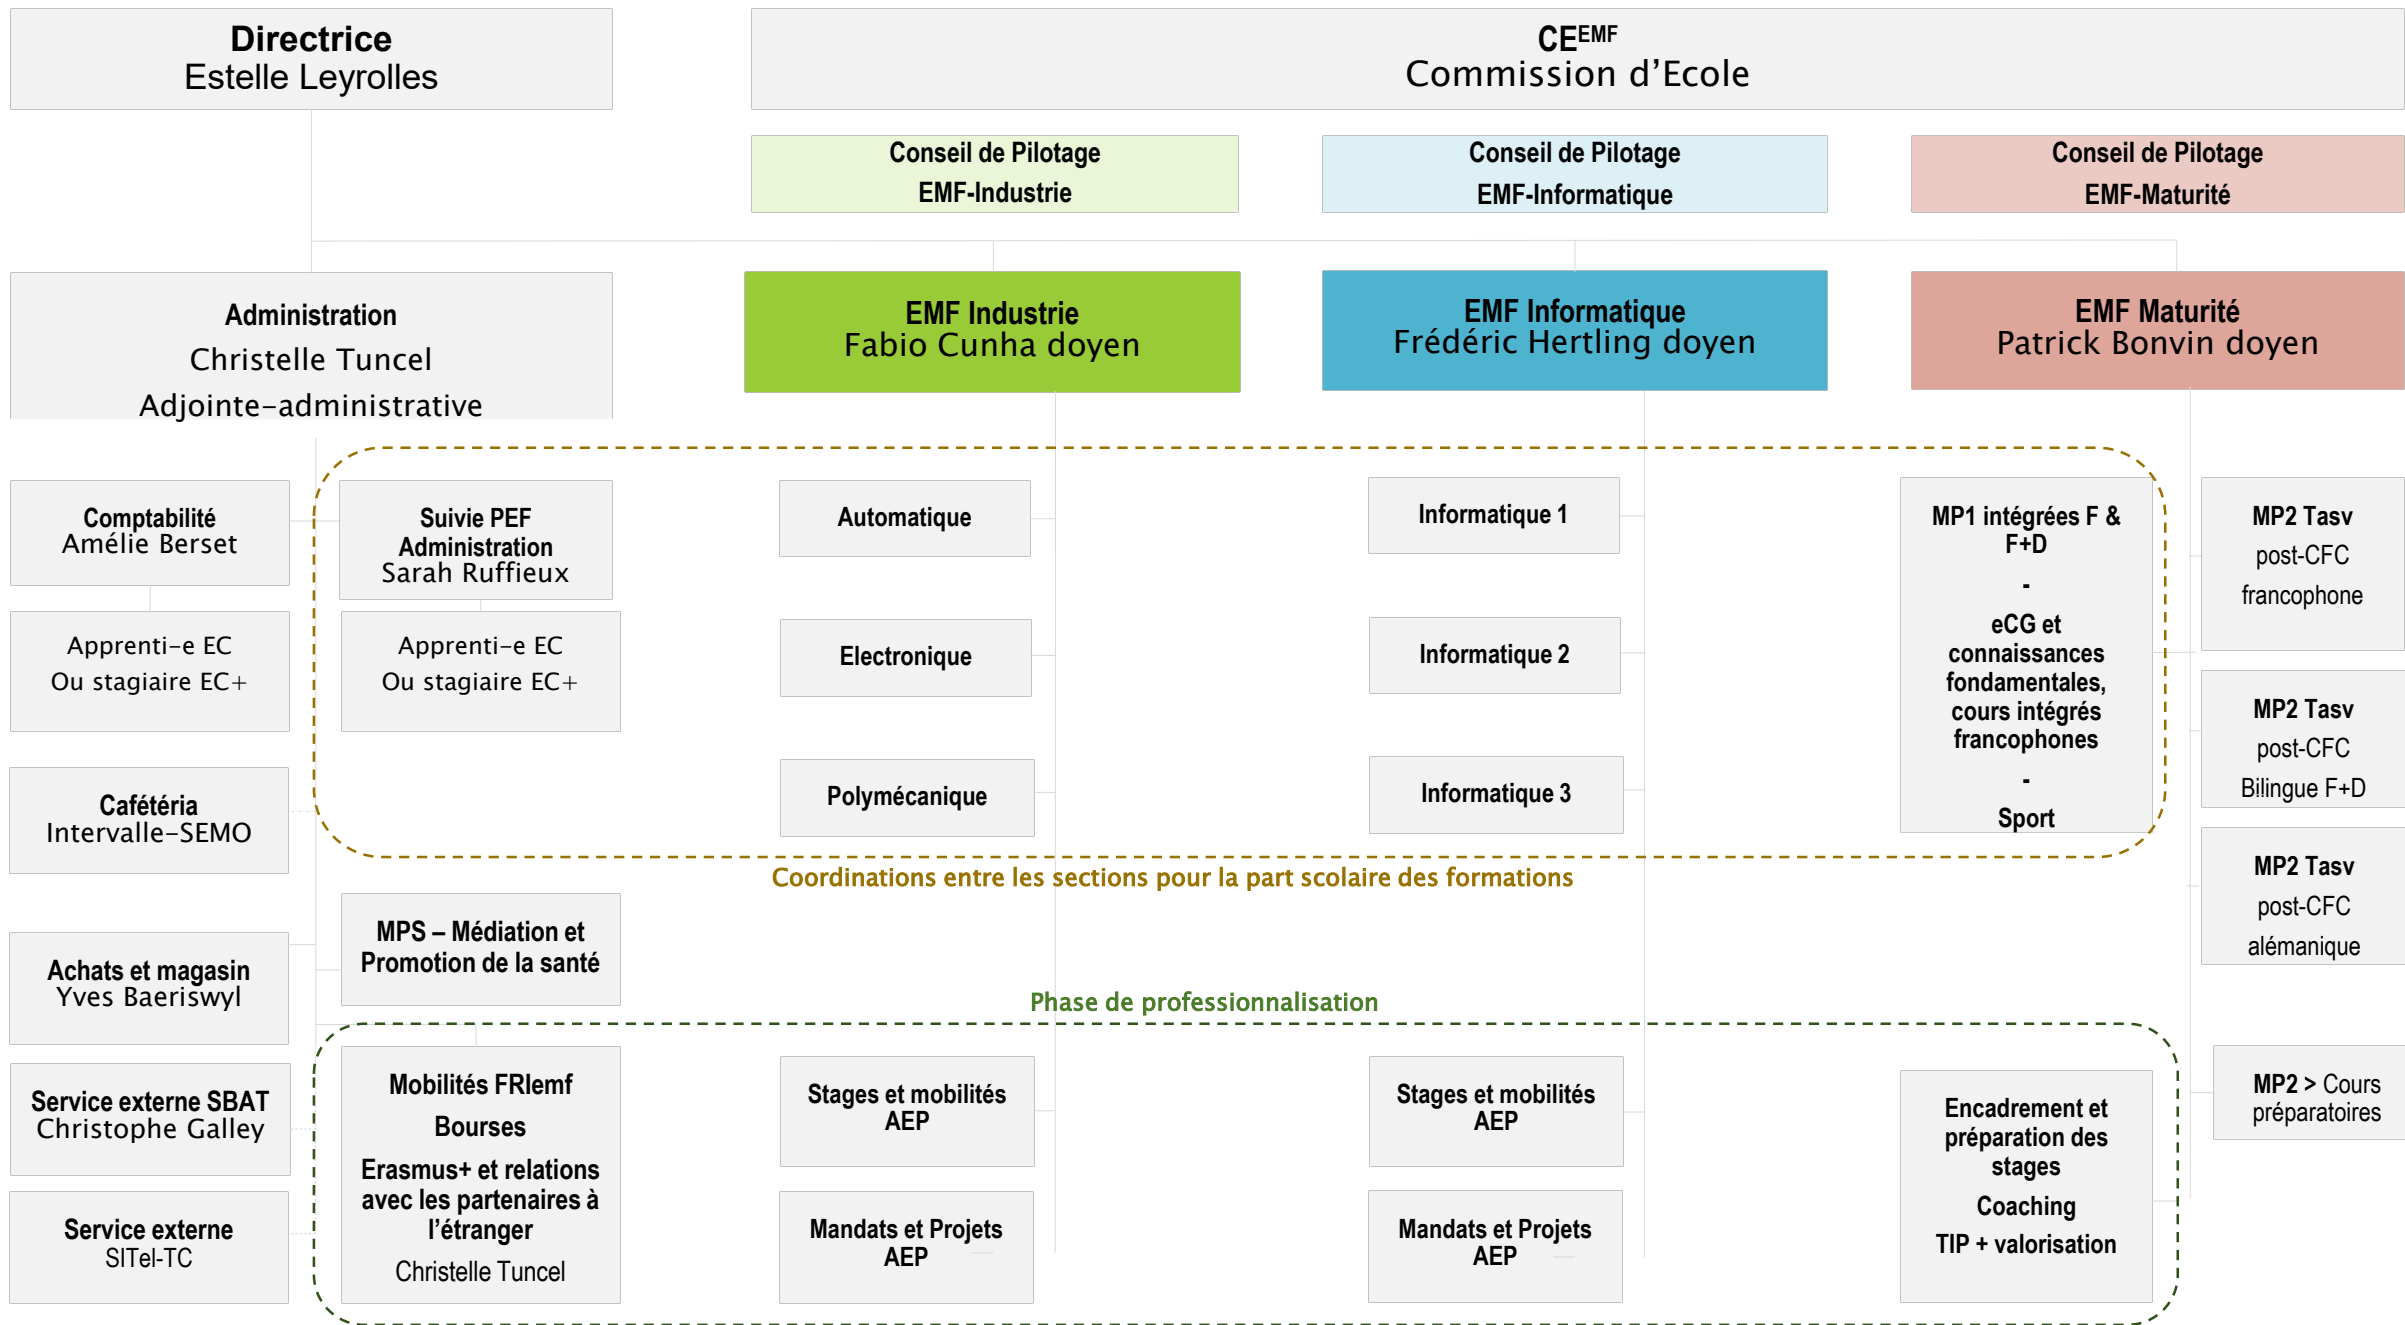 Directrice
Estelle Leyrolles
CEEMF
Commission d’Ecole
Conseil de Pilotage
EMF-Industrie
Conseil de Pilotage
EMF-Informatique
Conseil de Pilotage
EMF-Maturité
Administration
Christelle Tuncel
Adjointe-administrative
EMF Industrie
Fabio Cunha doyen
EMF Informatique
Frédéric Hertling doyen
EMF Maturité
Patrick Bonvin doyen
Comptabilité
Amélie Berset
Suivie PEF
Administration
Sarah Ruffieux
Automatique
Informatique 1
MP1 intégrées F &
F+D
-
eCG et
connaissances
fondamentales,
cours intégrés
francophones
-
Sport
MP2 Tasv
post-CFC
francophone
Apprenti-e EC
Ou stagiaire EC+
Apprenti-e EC
Ou stagiaire EC+
Electronique
Informatique 2
MP2 Tasv
post-CFC
Bilingue F+D
Cafétéria
Intervalle-SEMO
Polymécanique
Informatique 3
MP2 Tasv
post-CFC
alémanique
Coordinations entre les sections pour la part scolaire des formations
Achats et magasin
Yves Baeriswyl
MPS – Médiation et
Promotion de la santé
Phase de professionnalisation
Service externe SBAT
Christophe Galley
Mobilités FRIemf
Bourses
Erasmus+ et relations
avec les partenaires à
l’étranger
Christelle Tuncel
Stages et mobilités
AEP
Stages et mobilités
AEP
Encadrement et
préparation des
stages
Coaching
TIP + valorisation
MP2 > Cours
préparatoires
Service externe
SITel-TC
Mandats et Projets
AEP
Mandats et Projets
AEP